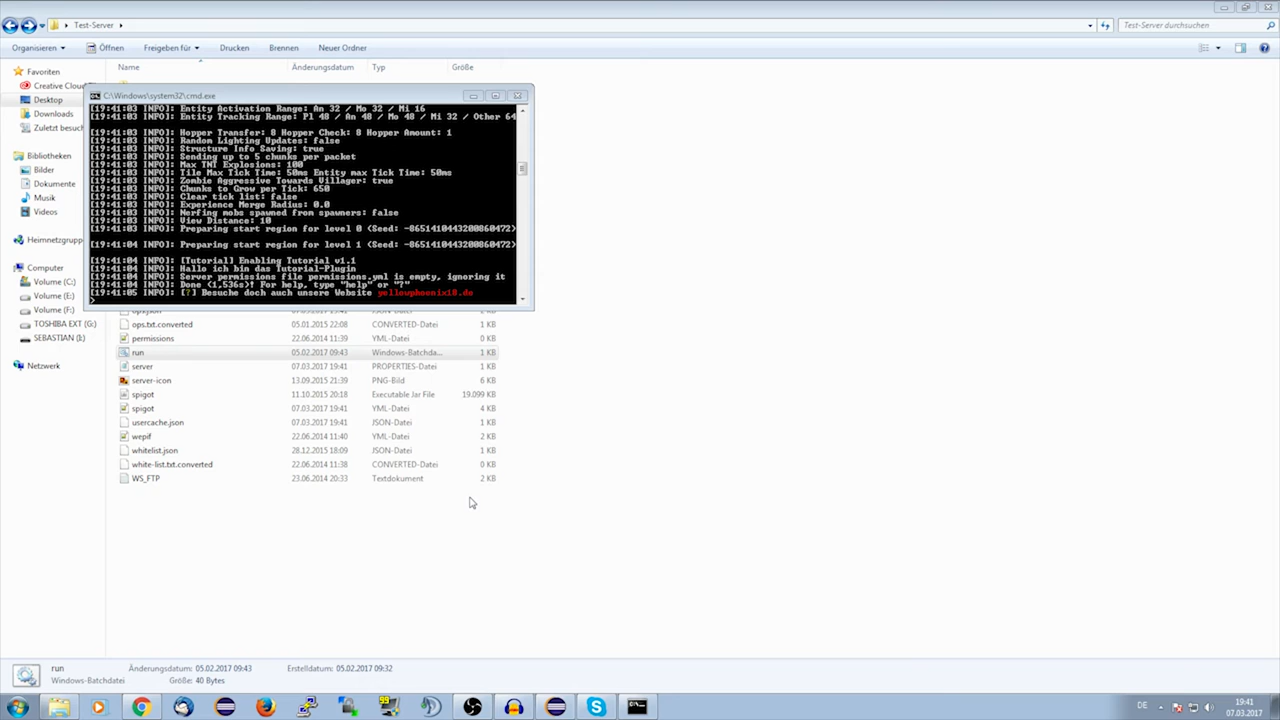 Test-Server
Test-Server durchsuchen
Organisieren Öffnen Freigeben für Drucken Brennen Neuer Ordner
Name Änderungsdatum Typ Größe
Favoriten
Creative Cloud
Desktop
Downloads
Zuletzt besuch
Bibliotheken
Bilder
Dokumente
Musik
Videos
Heimnetzgrupp
Computer
Volume (C:)
Volume (E:)
Volume (F:)
TOSHIBA EXT (G:)
SEBASTIAN (I:)
Netzwerk
C:\Windows\system32\cmd.exe
[19:41:03 INFO]: Entity Activation Range: An 32 / Mo 32 / Mi 16
[19:41:03 INFO]: Entity Tracking Range: Pl 48 / An 48 / Mo 48 / Mi 32 / Other 64
[19:41:03 INFO]: Hopper Transfer: 8 Hopper Check: 8 Hopper Amount: 1
[19:41:03 INFO]: Random Lighting Updates: false
[19:41:03 INFO]: Structure Info Saving: true
[19:41:03 INFO]: Sending up to 5 chunks per packet
[19:41:03 INFO]: Max TNT Explosions: 100
[19:41:03 INFO]: Tile Max Tick Time: 50ms Entity max Tick Time: 50ms
[19:41:03 INFO]: Zombie Aggressive Towards Villager: true
[19:41:03 INFO]: Chunks to Grow per Tick: 650
[19:41:03 INFO]: Clear tick list: false
[19:41:03 INFO]: Experience Merge Radius: 0.0
[19:41:03 INFO]: Nerfing mobs spawned from spawners: false
[19:41:03 INFO]: View Distance: 10
[19:41:03 INFO]: Preparing start region for level 0 (Seed: -8651410443200860472)
[19:41:04 INFO]: Preparing start region for level 1 (Seed: -8651410443200860472)
[19:41:04 INFO]: [Tutorial] Enabling Tutorial v1.1
[19:41:04 INFO]: Hallo ich bin das Tutorial-Plugin
[19:41:04 INFO]: Server permissions file permissions.yml is empty, ignoring it
[19:41:04 INFO]: Done (1,536s)! For help, type "help" or "?"
[19:41:05 INFO]: [?] Besuche doch auch unsere Website yellowphoenix18.de
>
ops.json JSON-Datei 1 KB
ops.txt.converted 05.01.2015 22:08 CONVERTED-Datei 1 KB
permissions 22.06.2014 11:39 YML-Datei 0 KB
run 05.02.2017 09:43 Windows-Batchda... 1 KB
server 07.03.2017 19:41 PROPERTIES-Datei 1 KB
server-icon 13.09.2015 21:39 PNG-Bild 6 KB
spigot 11.10.2015 20:18 Executable Jar File 19.099 KB
spigot 07.03.2017 19:41 YML-Datei 4 KB
usercache.json 07.03.2017 19:41 JSON-Datei 1 KB
wepif 22.06.2014 11:40 YML-Datei 2 KB
whitelist.json 28.12.2015 18:09 JSON-Datei 1 KB
white-list.txt.converted 22.06.2014 11:38 CONVERTED-Datei 0 KB
WS_FTP 23.06.2014 20:33 Textdokument 2 KB
run Änderungsdatum: 05.02.2017 09:43 Erstelldatum: 05.02.2017 09:32
Windows-Batchdatei Größe: 40 Bytes
99
DE
19:41
07.03.2017